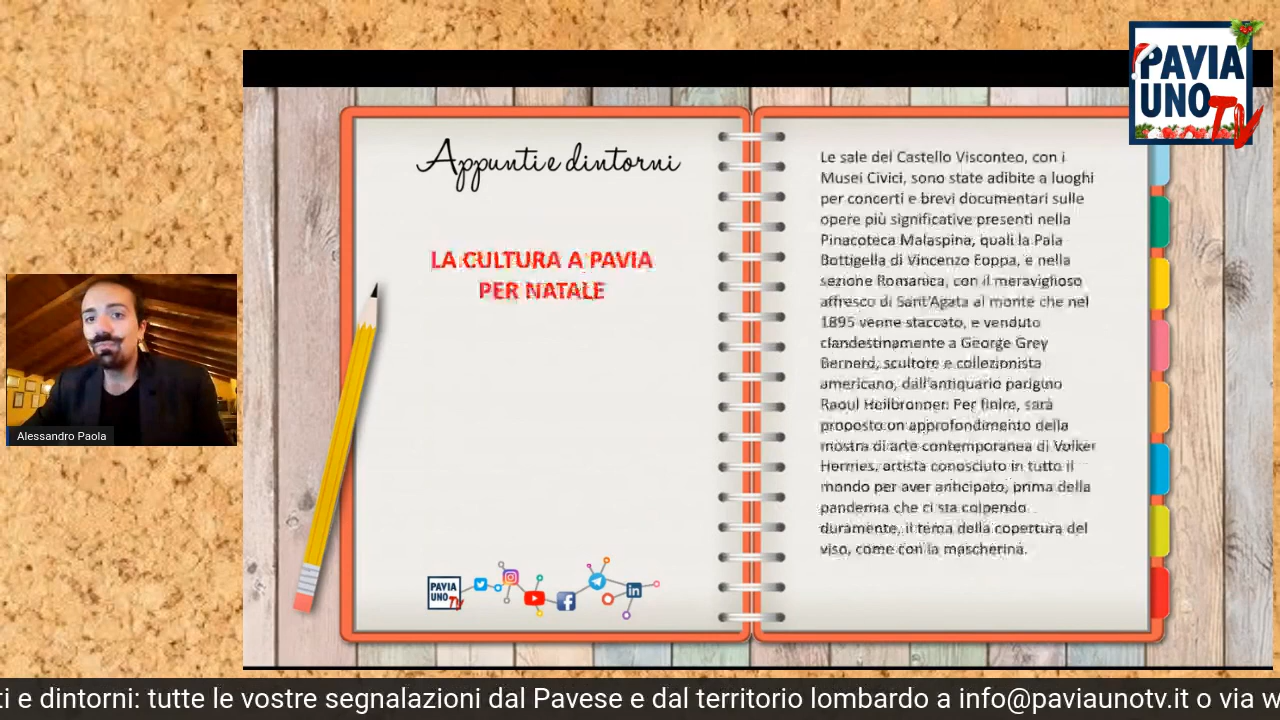 PAVIA
UNO TV
Appunti e dintorni
LA CULTURA A PAVIA
PER NATALE
Le sale del Castello Visconteo, con i
Musei Civici, sono state adibite a luoghi
per concerti e brevi documentari sulle
opere più significative presenti nella
Pinacoteca Malaspina, quali la Pala
Bottigella di Vincenzo Foppa, e nella
sezione Romanica, con il meraviglioso
affresco di Sant'Agata al monte che nel
1895 venne staccato, e venduto
clandestinamente a George Grey
Bernerd, scultore e collezionista
americano, dall'antiquario parigino
Raoul Heilbronner. Per finire, sarà
proposto un approfondimento della
mostra di arte contemporanea di Volker
Hermes, artista conosciuto in tutto il
mondo per aver anticipato, prima della
pandemia che ci sta colpendo
duramente, il tema della copertura del
viso, come con la mascherina.
Alessandro Paola
PAVIA
UNO TV
in
ti e dintorni: tutte le vostre segnalazioni dal Pavese e dal territorio lombardo a info@paviaunotv.it o via w